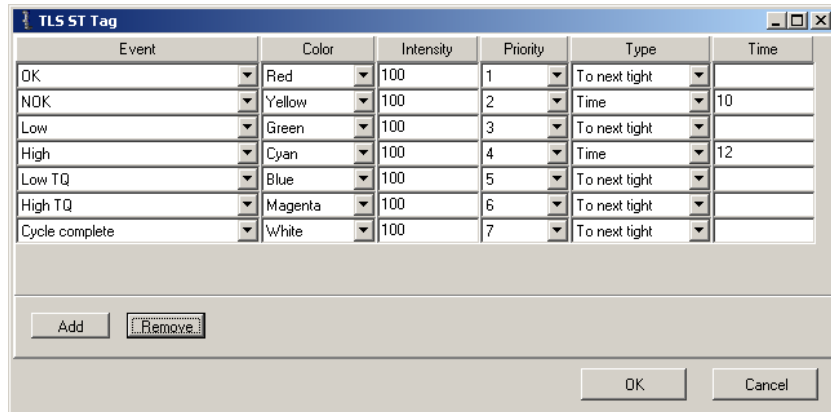 TLS ST Tag
Event Color Intensity Priority Type Time
OK Red 100 1 To next tight
NOK Yellow 100 2 Time 10
Low Green 100 3 To next tight
High Cyan 100 4 Time 12
Low TQ Blue 100 5 To next tight
High TQ Magenta 100 6 To next tight
Cycle complete White 100 7 To next tight
Add Remove
OK Cancel